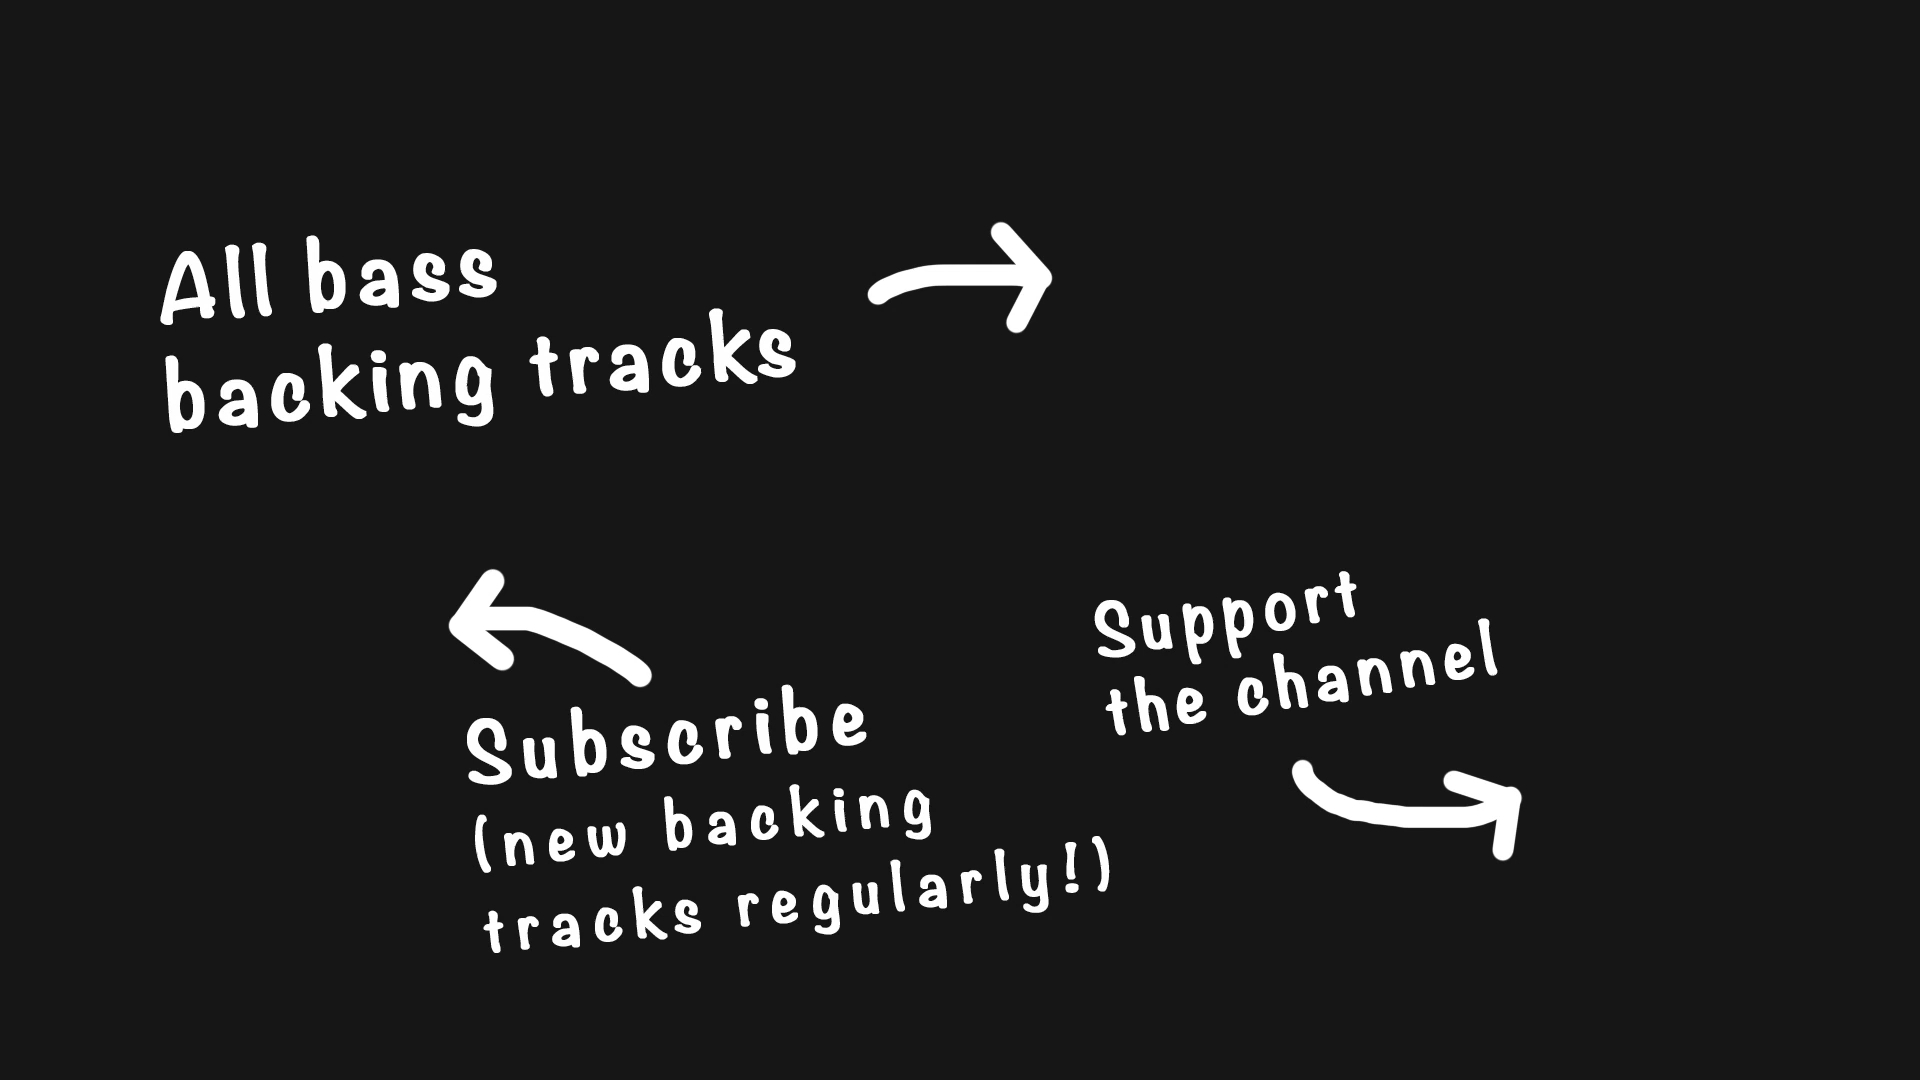 All bass
backing tracks
Support
the channel
Subscribe
(new backing
tracks regularly!)